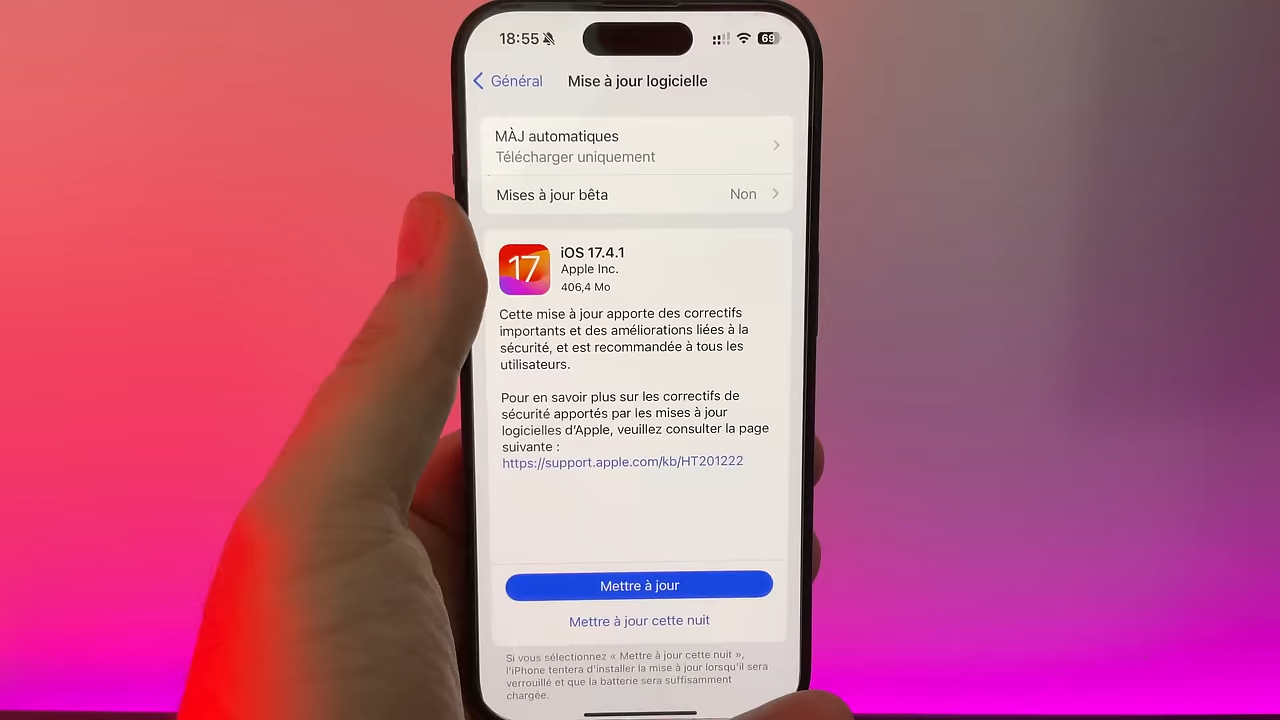 18:55
69
Général
Mise à jour logicielle
MÀJ automatiques
Télécharger uniquement
Mises à jour bêta
Non
17
iOS 17.4.1
Apple Inc.
406,4 Mo
Cette mise à jour apporte des correctifs
importants et des améliorations liées à la
sécurité, et est recommandée à tous les
utilisateurs.
Pour en savoir plus sur les correctifs de
sécurité apportés par les mises à jour
logicielles d'Apple, veuillez consulter la page
suivante :
https://support.apple.com/kb/HT201222
Mettre à jour
Mettre à jour cette nuit
Si vous sélectionnez « Mettre à jour cette nuit »,
l'iPhone tentera d'installer la mise à jour lorsqu'il sera
verrouillé et que la batterie sera suffisamment
chargée.